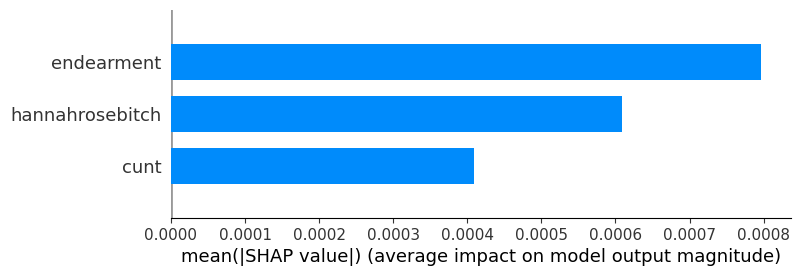 endearment
hannahrosebitch
cunt
0.0000 0.0001 0.0002 0.0003 0.0004 0.0005 0.0006 0.0007 0.0008
mean(|SHAP value|) (average impact on model output magnitude)